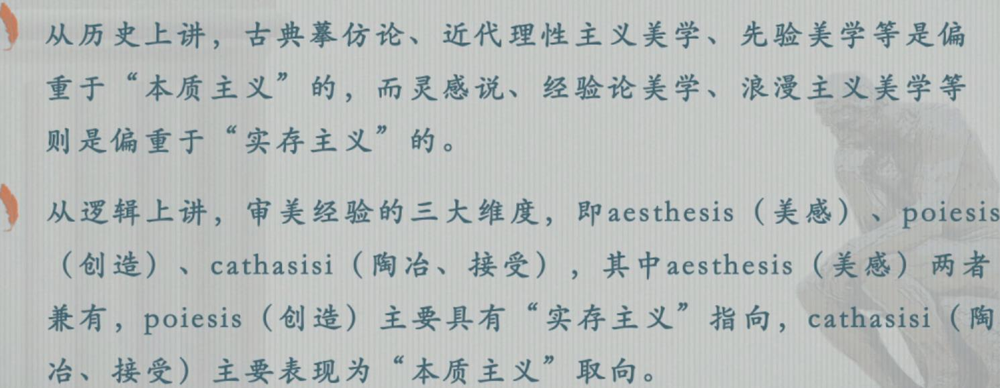 从历史上讲，古典摹仿论、近代理性主义美学、先验美学等是偏
重于“本质主义”的，而灵感说、经验论美学、浪漫主义美学等
则是偏重于“实存主义”的。
从逻辑上讲，审美经验的三大维度，即aesthesis（美感）、poiesis
（创造）、cathasisi（陶冶、接受），其中aesthesis（美感）两者
兼有，poiesis（创造）主要具有“实存主义”指向，cathasisi（陶
冶、接受）主要表现为“本质主义”取向。